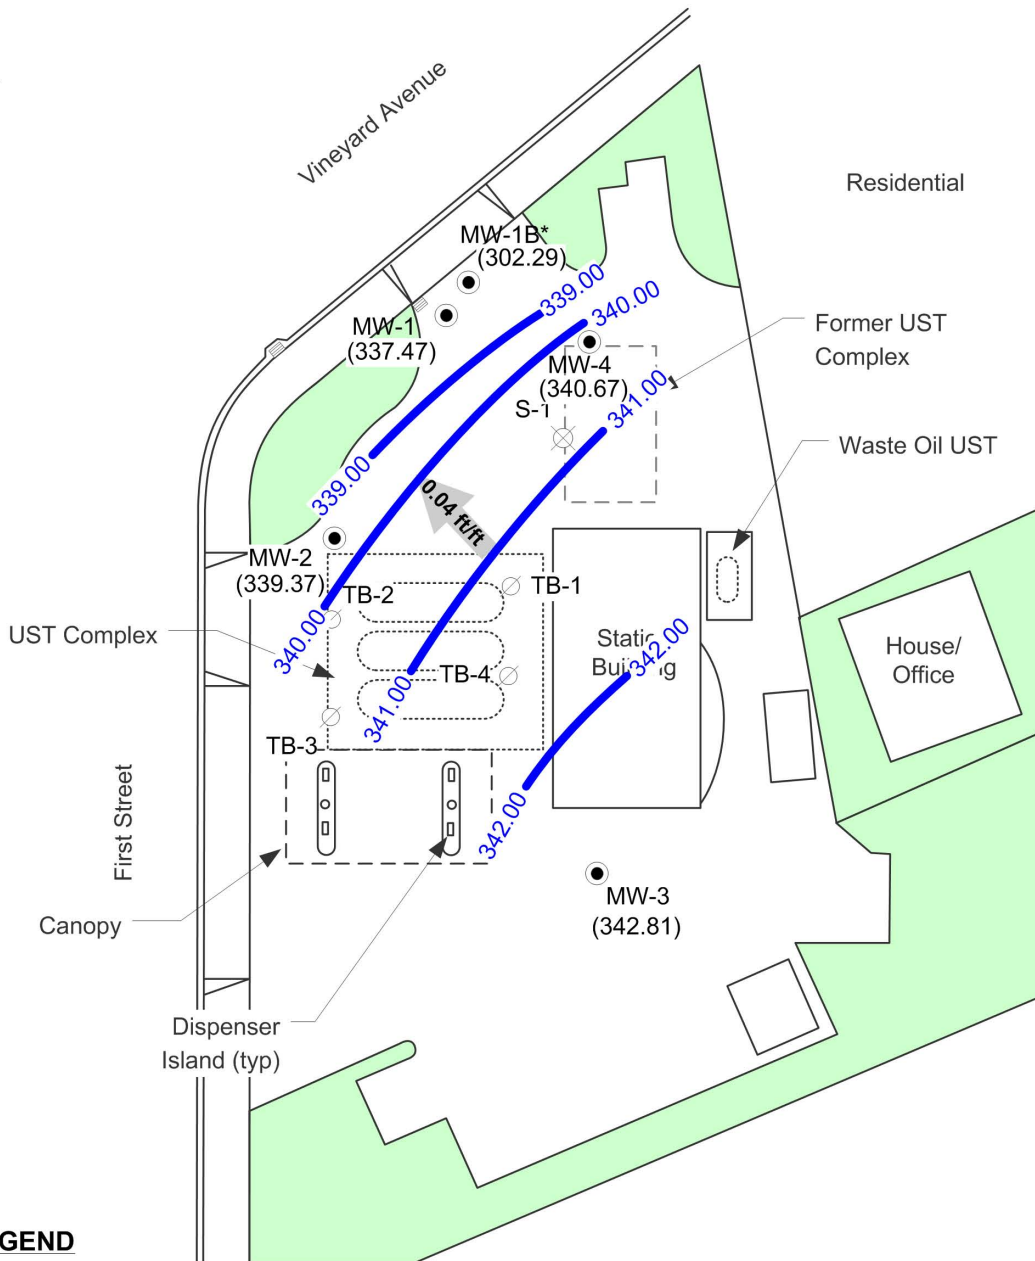 Vineyard Avenue
Residential
MW-1B*
(302.29)
339.00
340.00
MW-1
(337.47)
Former UST
Complex
MW-4
(340.67)
341.00
S-1
Waste Oil UST
339.00
0.04 ft/ft
MW-2
(339.37)
TB-2
TB-1
UST Complex
340.00
342.00
House/
Office
Building
TB-4
341.00
TB-3
First Street
342.00
MW-3
(342.81)
Canopy
Dispenser
Island (typ)
GEND